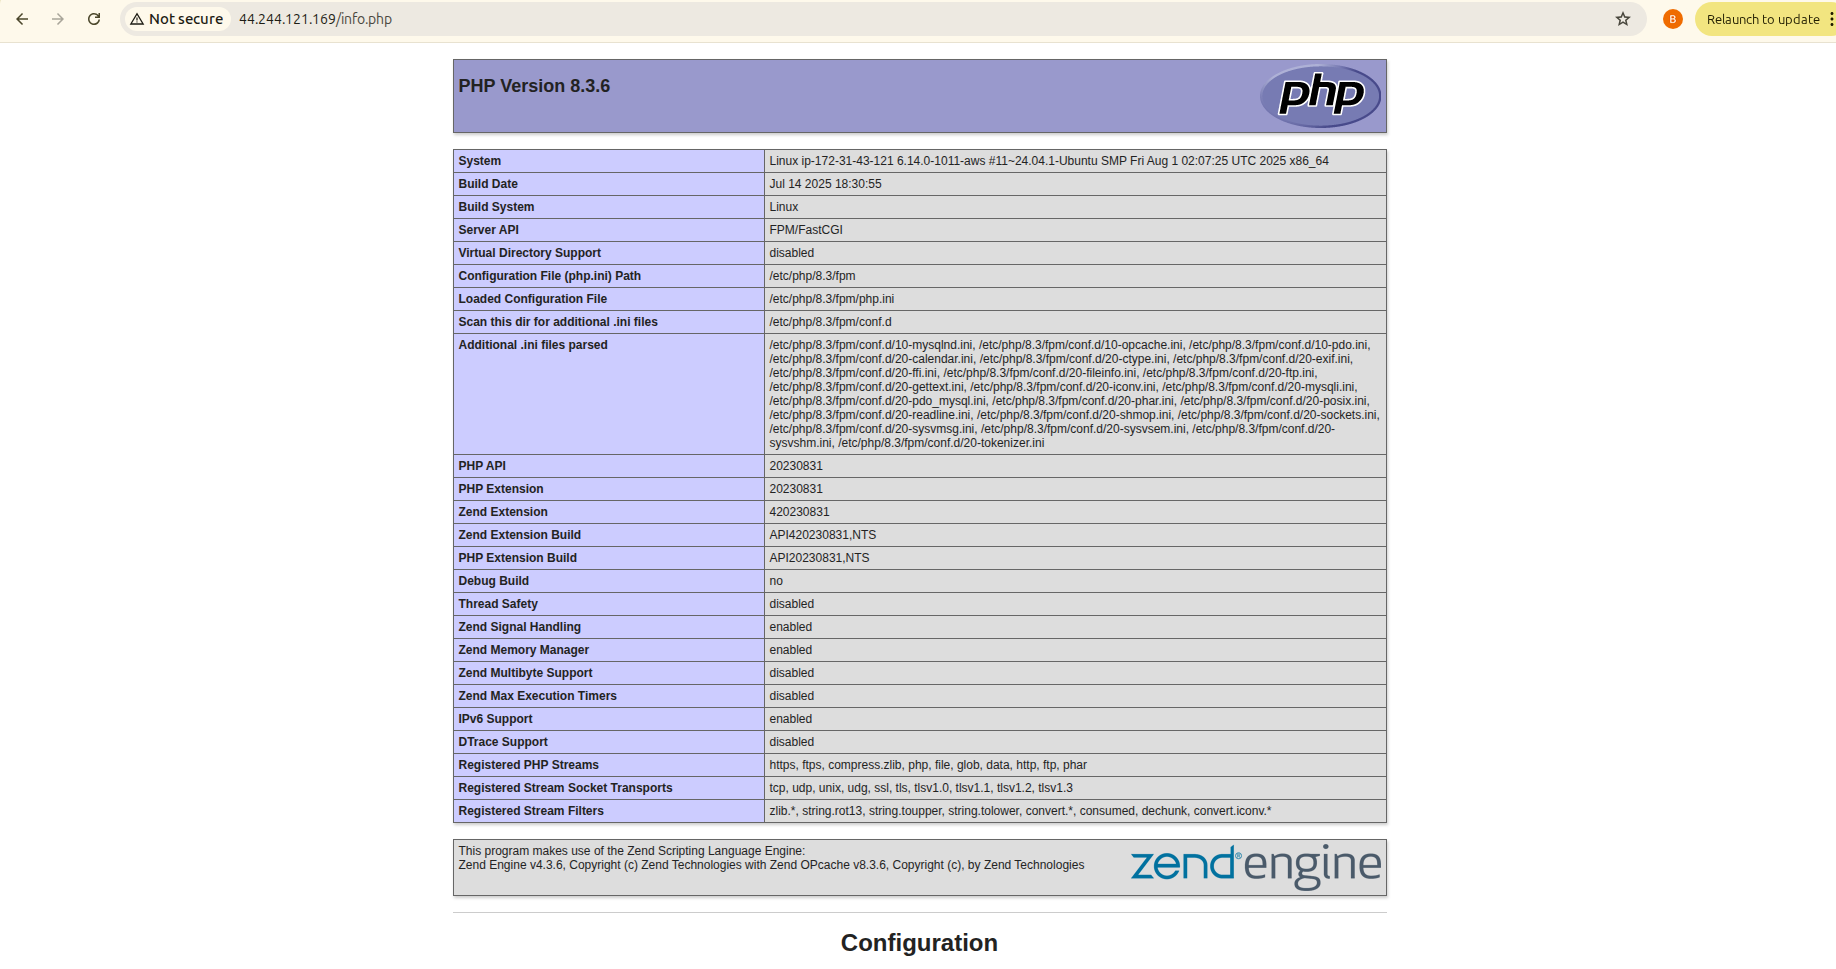 Not secure 44.244.121.169/info.php B Relaunch to update
PHP Version 8.3.6 php
System Linux ip-172-31-43-121 6.14.0-1011-aws #11~24.04.1-Ubuntu SMP Fri Aug 1 02:07:25 UTC 2025 x86_64
Build Date Jul 14 2025 18:30:55
Build System Linux
Server API FPM/FastCGI
Virtual Directory Support disabled
Configuration File (php.ini) Path /etc/php/8.3/fpm
Loaded Configuration File /etc/php/8.3/fpm/php.ini
Scan this dir for additional .ini files /etc/php/8.3/fpm/conf.d
Additional .ini files parsed /etc/php/8.3/fpm/conf.d/10-mysqlnd.ini, /etc/php/8.3/fpm/conf.d/10-opcache.ini, /etc/php/8.3/fpm/conf.d/10-pdo.ini,
/etc/php/8.3/fpm/conf.d/20-calendar.ini, /etc/php/8.3/fpm/conf.d/20-ctype.ini, /etc/php/8.3/fpm/conf.d/20-exif.ini,
/etc/php/8.3/fpm/conf.d/20-ffi.ini, /etc/php/8.3/fpm/conf.d/20-fileinfo.ini, /etc/php/8.3/fpm/conf.d/20-ftp.ini,
/etc/php/8.3/fpm/conf.d/20-gettext.ini, /etc/php/8.3/fpm/conf.d/20-iconv.ini, /etc/php/8.3/fpm/conf.d/20-mysqli.ini,
/etc/php/8.3/fpm/conf.d/20-pdo_mysql.ini, /etc/php/8.3/fpm/conf.d/20-phar.ini, /etc/php/8.3/fpm/conf.d/20-posix.ini,
/etc/php/8.3/fpm/conf.d/20-readline.ini, /etc/php/8.3/fpm/conf.d/20-shmop.ini, /etc/php/8.3/fpm/conf.d/20-sockets.ini,
/etc/php/8.3/fpm/conf.d/20-sysvmsg.ini, /etc/php/8.3/fpm/conf.d/20-sysvsem.ini, /etc/php/8.3/fpm/conf.d/20-
sysvshm.ini, /etc/php/8.3/fpm/conf.d/20-tokenizer.ini
PHP API 20230831
PHP Extension 20230831
Zend Extension 420230831
Zend Extension Build API420230831,NTS
PHP Extension Build API20230831,NTS
Debug Build no
Thread Safety disabled
Zend Signal Handling enabled
Zend Memory Manager enabled
Zend Multibyte Support disabled
Zend Max Execution Timers disabled
IPv6 Support enabled
DTrace Support disabled
Registered PHP Streams https, ftps, compress.zlib, php, file, glob, data, http, ftp, phar
Registered Stream Socket Transports tcp, udp, unix, udg, ssl, tls, tlsv1.0, tlsv1.1, tlsv1.2, tlsv1.3
Registered Stream Filters zlib.*, string.rot13, string.toupper, string.tolower, convert.*, consumed, dechunk, convert.iconv.*
This program makes use of the Zend Scripting Language Engine:
Zend Engine v4.3.6, Copyright (c) Zend Technologies with Zend OPcache v8.3.6, Copyright (c), by Zend Technologies
zend®engine
Configuration